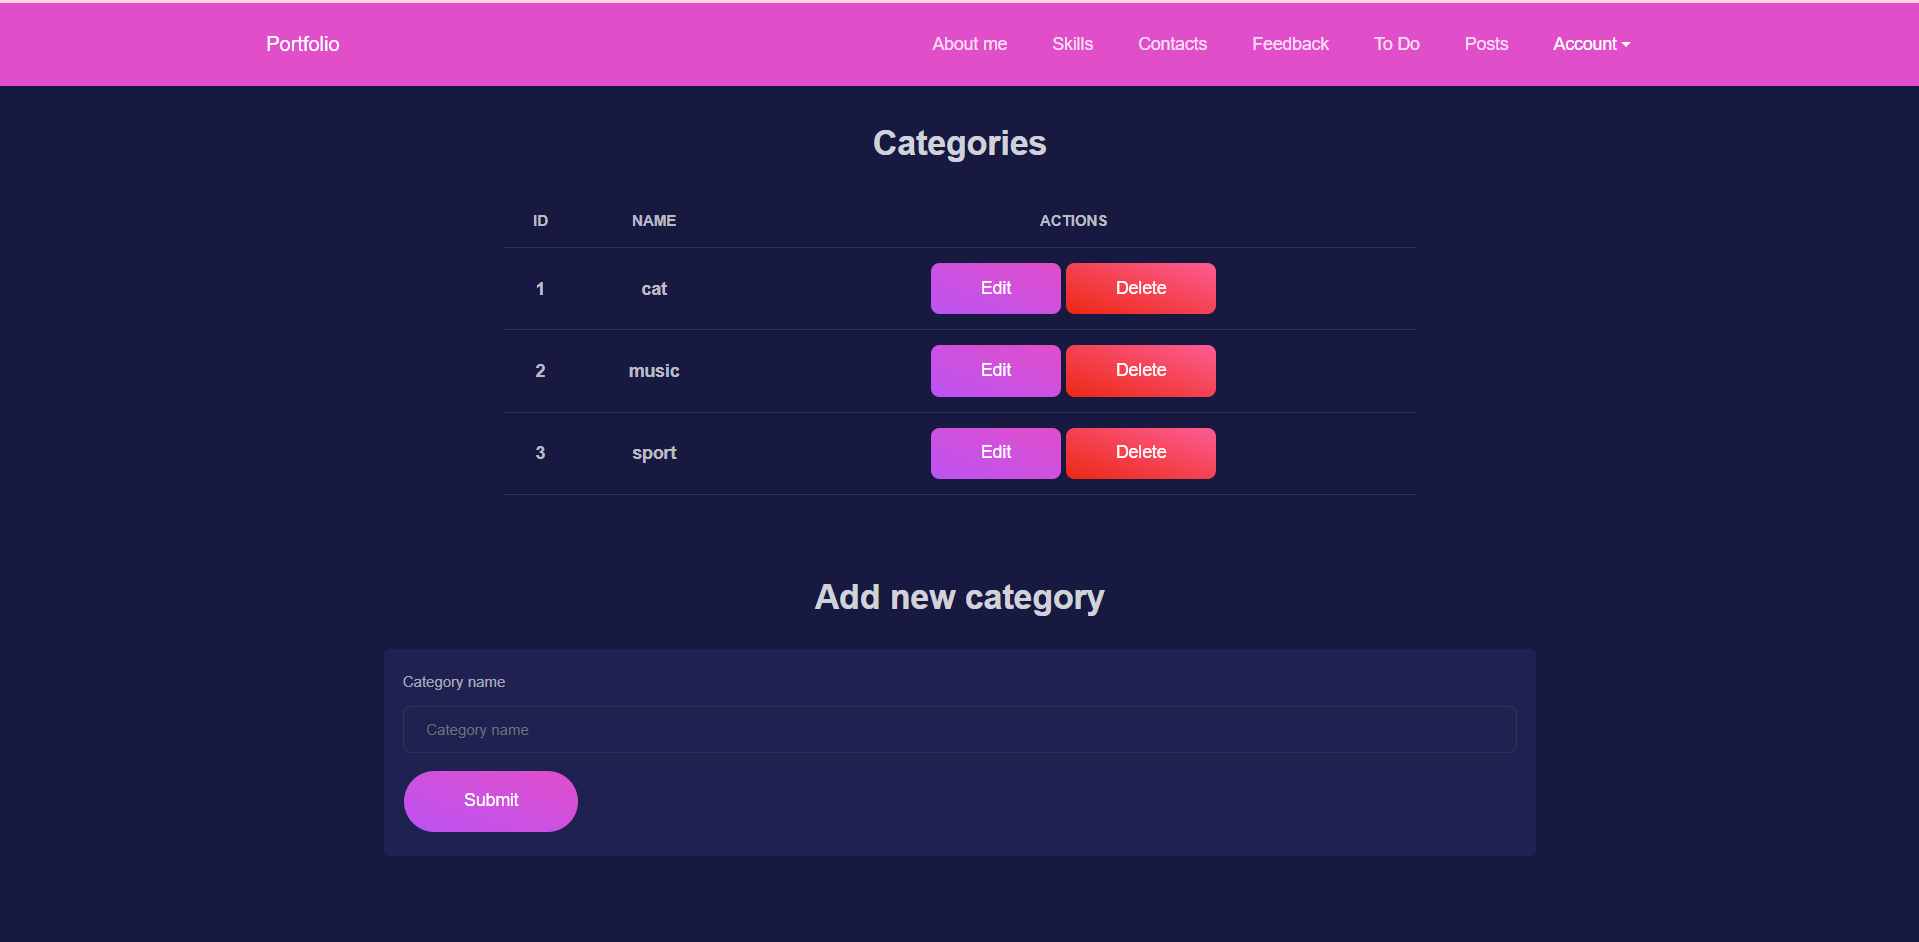 Portfolio About me Skills Contacts Feedback To Do Posts Account
Categories
ID NAME ACTIONS
1 cat Edit Delete
2 music Edit Delete
3 sport Edit Delete
Add new category
Category name
Category name
Submit